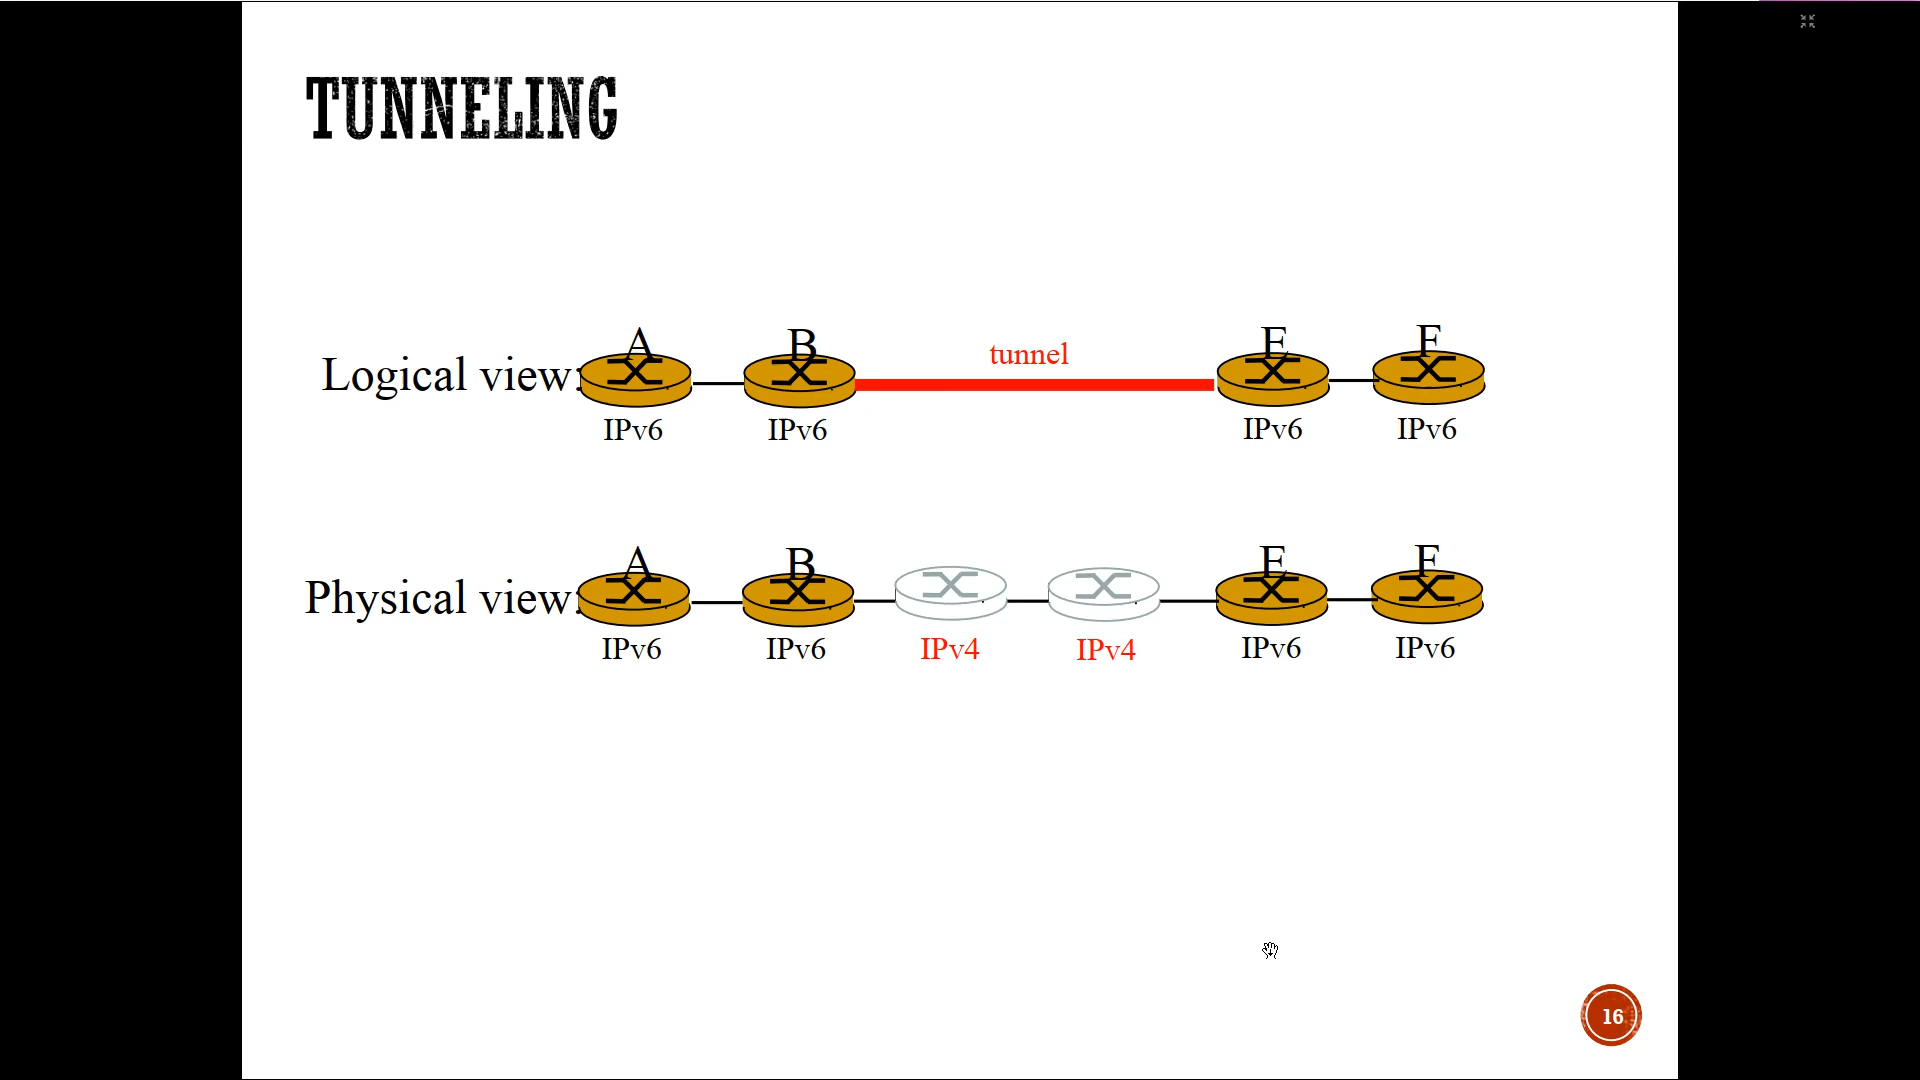 TUNNELING
tunnel
Logical view:
A B E F
IPv6 IPv6 IPv6 IPv6
Physical view:
A B E F
IPv6 IPv6 IPv4 IPv4 IPv6 IPv6
16